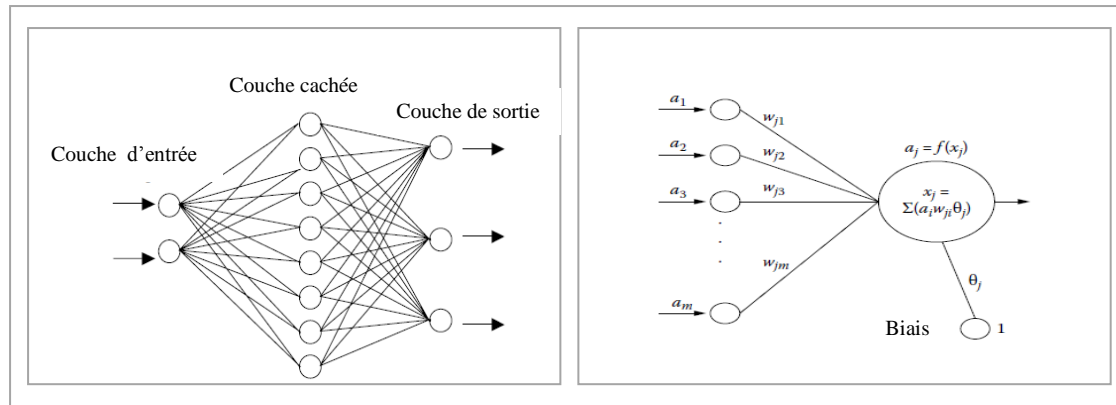 Couche cachée
Couche de sortie
Couche d’entrée
a1
wj1
a2
wj2
a3
wj3
wjm
am
aj = f(xj)
xj =
Σ(aiwjiθj)
θj
Biais
1